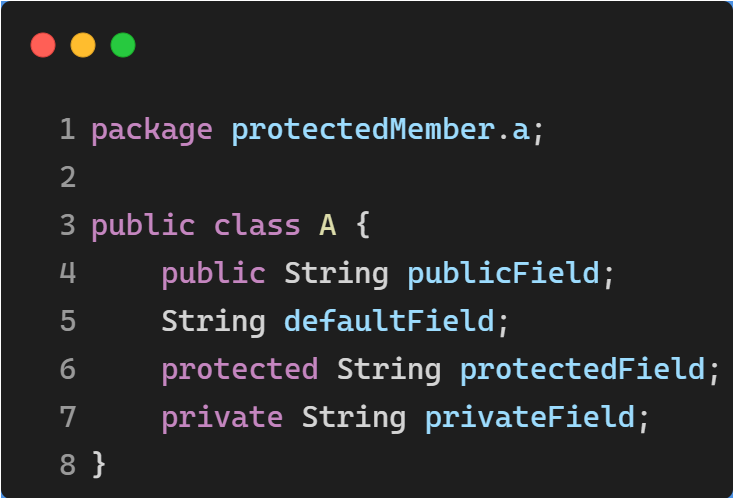 1 package protectedMember.a;
2
3 public class A {
4     public String publicField;
5     String defaultField;
6     protected String protectedField;
7     private String privateField;
8 }